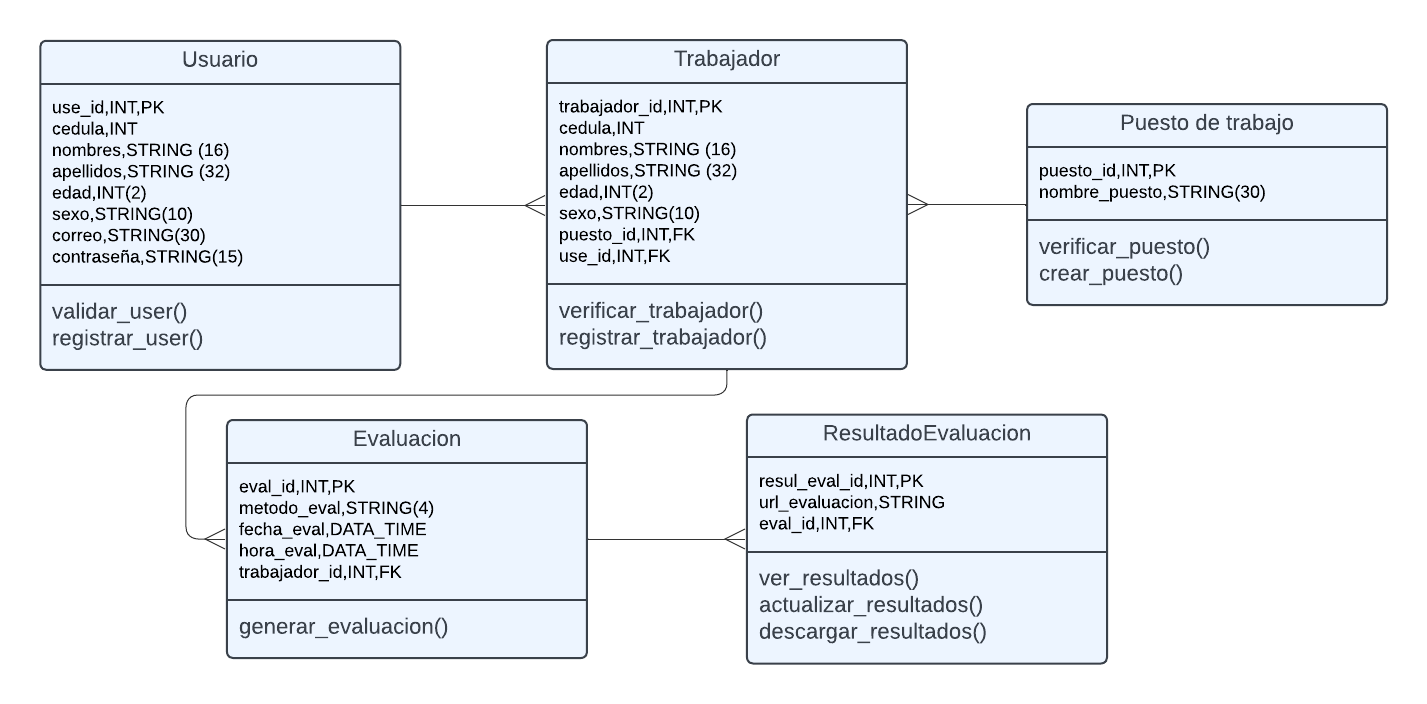 Usuario
use_id,INT,PK
cedula,INT
nombres,STRING (16)
apellidos,STRING (32)
edad,INT(2)
sexo,STRING(10)
correo,STRING(30)
contraseña,STRING(15)
validar_user()
registrar_user()
Trabajador
trabajador_id,INT,PK
cedula,INT
nombres,STRING (16)
apellidos,STRING (32)
edad,INT(2)
sexo,STRING(10)
puesto_id,INT,FK
use_id,INT,FK
verificar_trabajador()
registrar_trabajador()
Puesto de trabajo
puesto_id,INT,PK
nombre_puesto,STRING(30)
verificar_puesto()
crear_puesto()
Evaluacion
eval_id,INT,PK
metodo_eval,STRING(4)
fecha_eval,DATA_TIME
hora_eval,DATA_TIME
trabajador_id,INT,FK
generar_evaluacion()
ResultadoEvaluacion
resul_eval_id,INT,PK
url_evaluacion,STRING
eval_id,INT,FK
ver_resultados()
actualizar_resultados()
descargar_resultados()